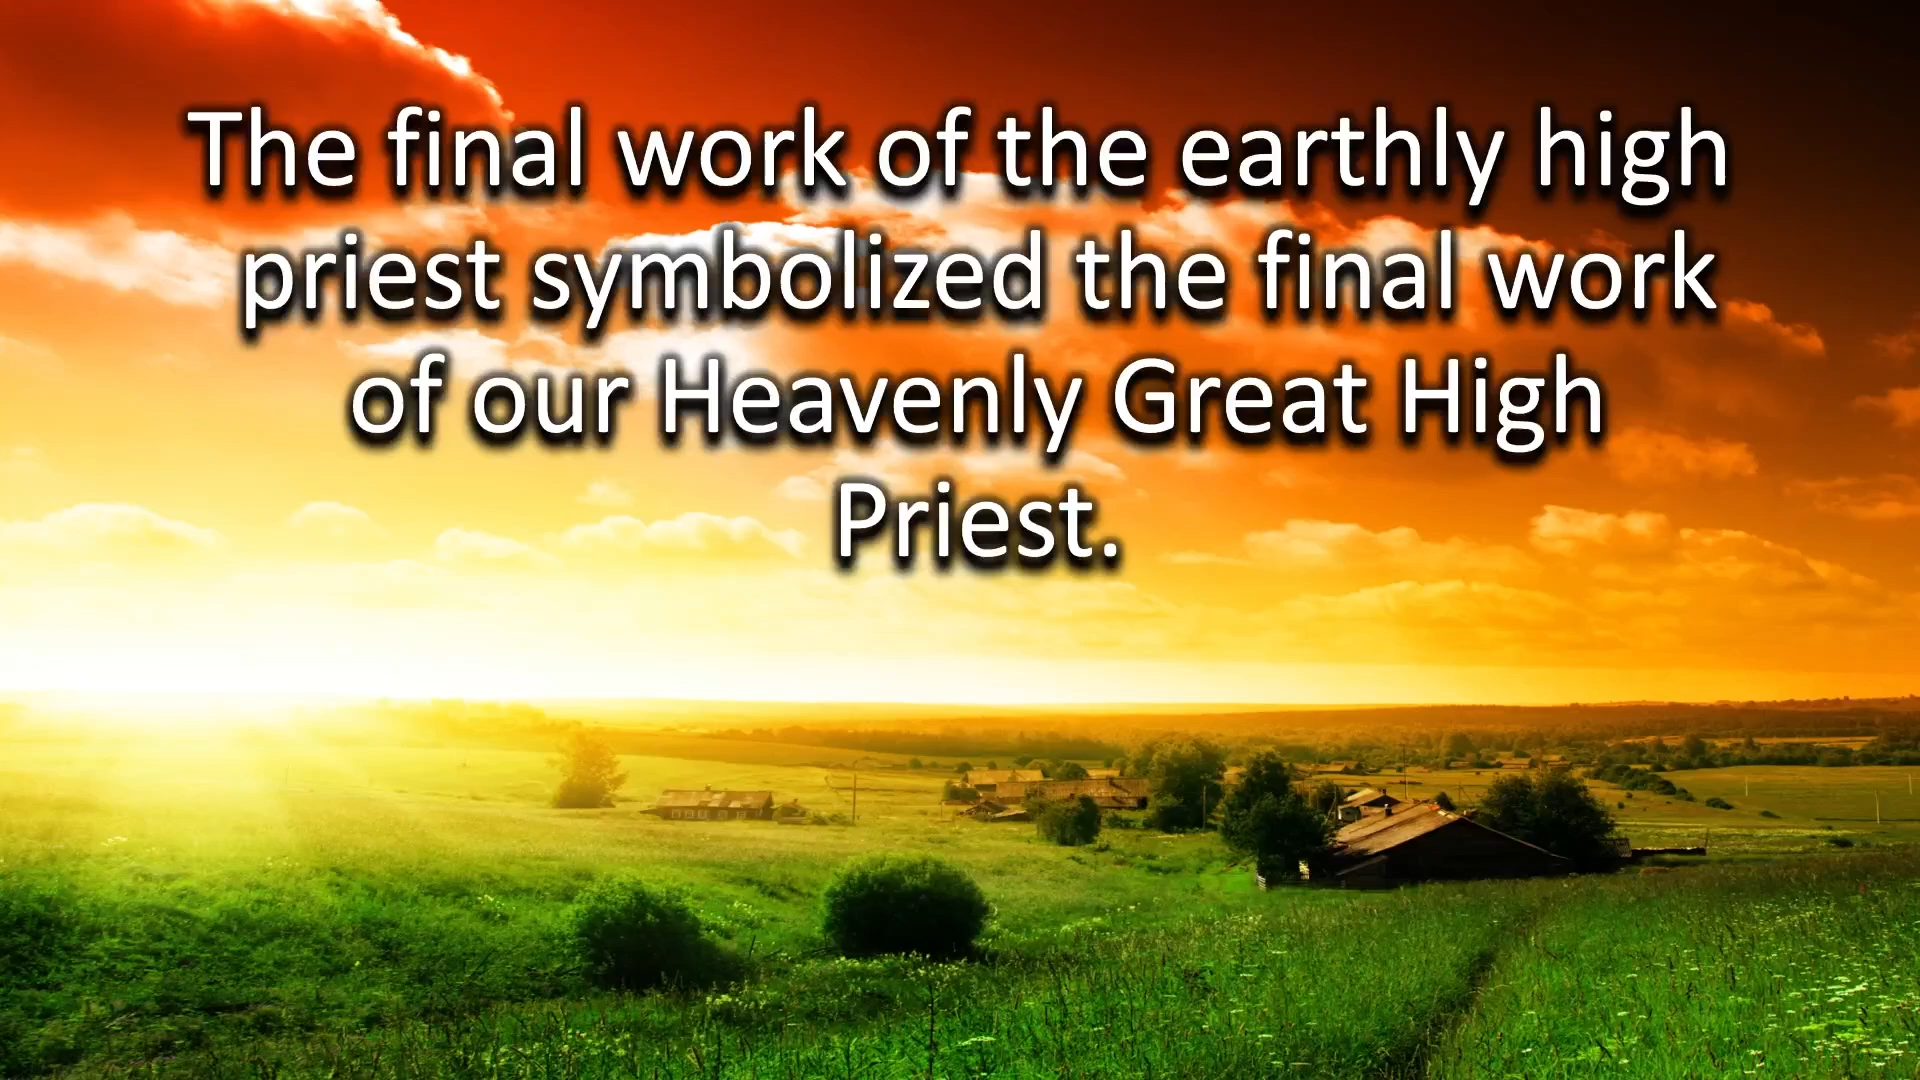 The final work of the earthly high
priest symbolized the final work
of our Heavenly Great High
Priest.